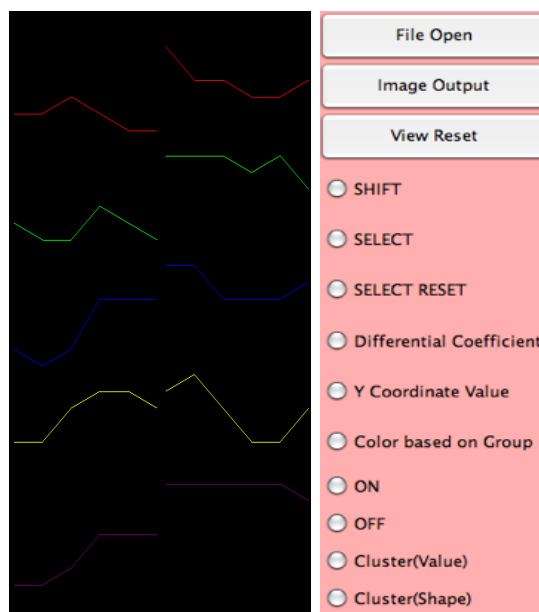 File Open
Image Output
View Reset
SHIFT
SELECT
SELECT RESET
Differential Coefficient
Y Coordinate Value
Color based on Group
ON
OFF
Cluster(Value)
Cluster(Shape)